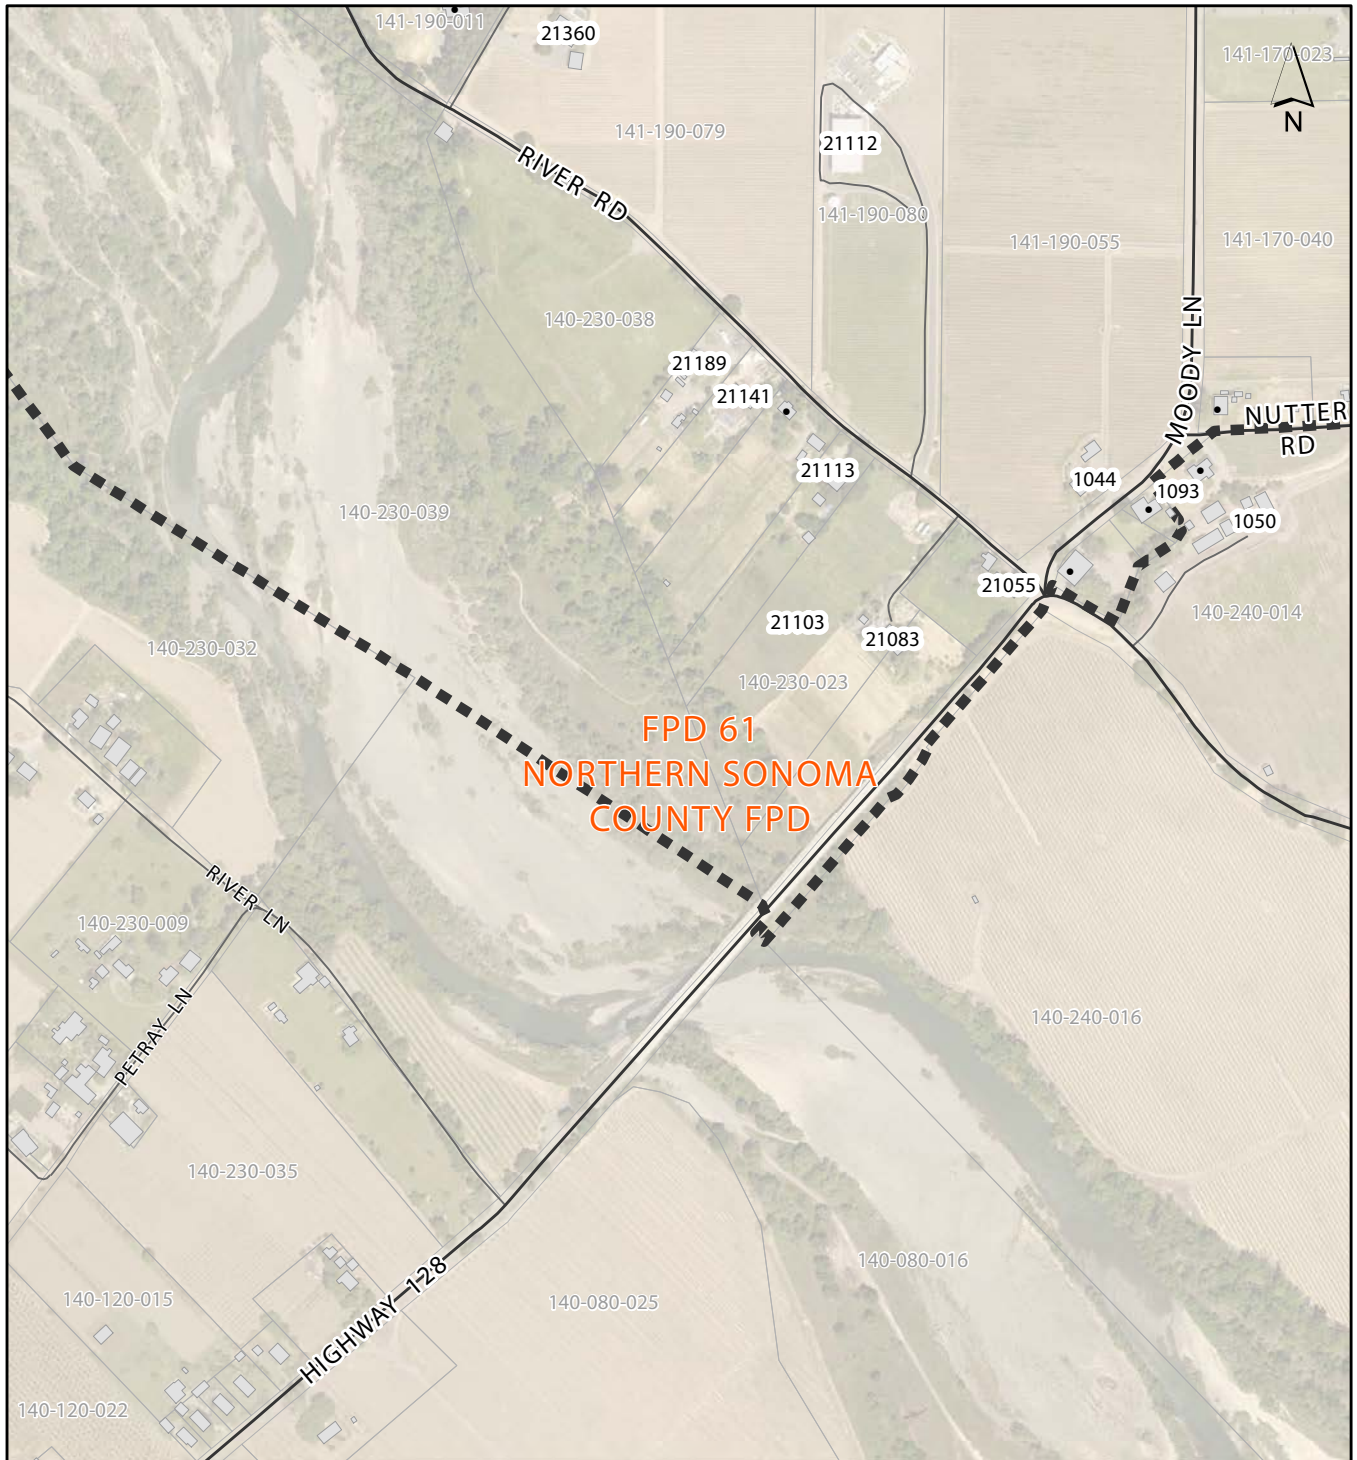 141-190-011
21360
141-170-023
N
141-190-079
21112
RIVER RD
141-190-080
141-190-055
141-170-040
140-230-038
MOODY LN
21189
21141
NUTTER
RD
21113
1044
1093
1050
140-230-039
21055
140-240-014
21103
21083
140-230-032
140-230-023
FPD 61
NORTHERN SONOMA
COUNTY FPD
RIVER LN
140-230-009
PETRAY LN
140-240-016
140-230-035
140-080-016
HIGHWAY 128
140-120-015
140-080-025
140-120-022